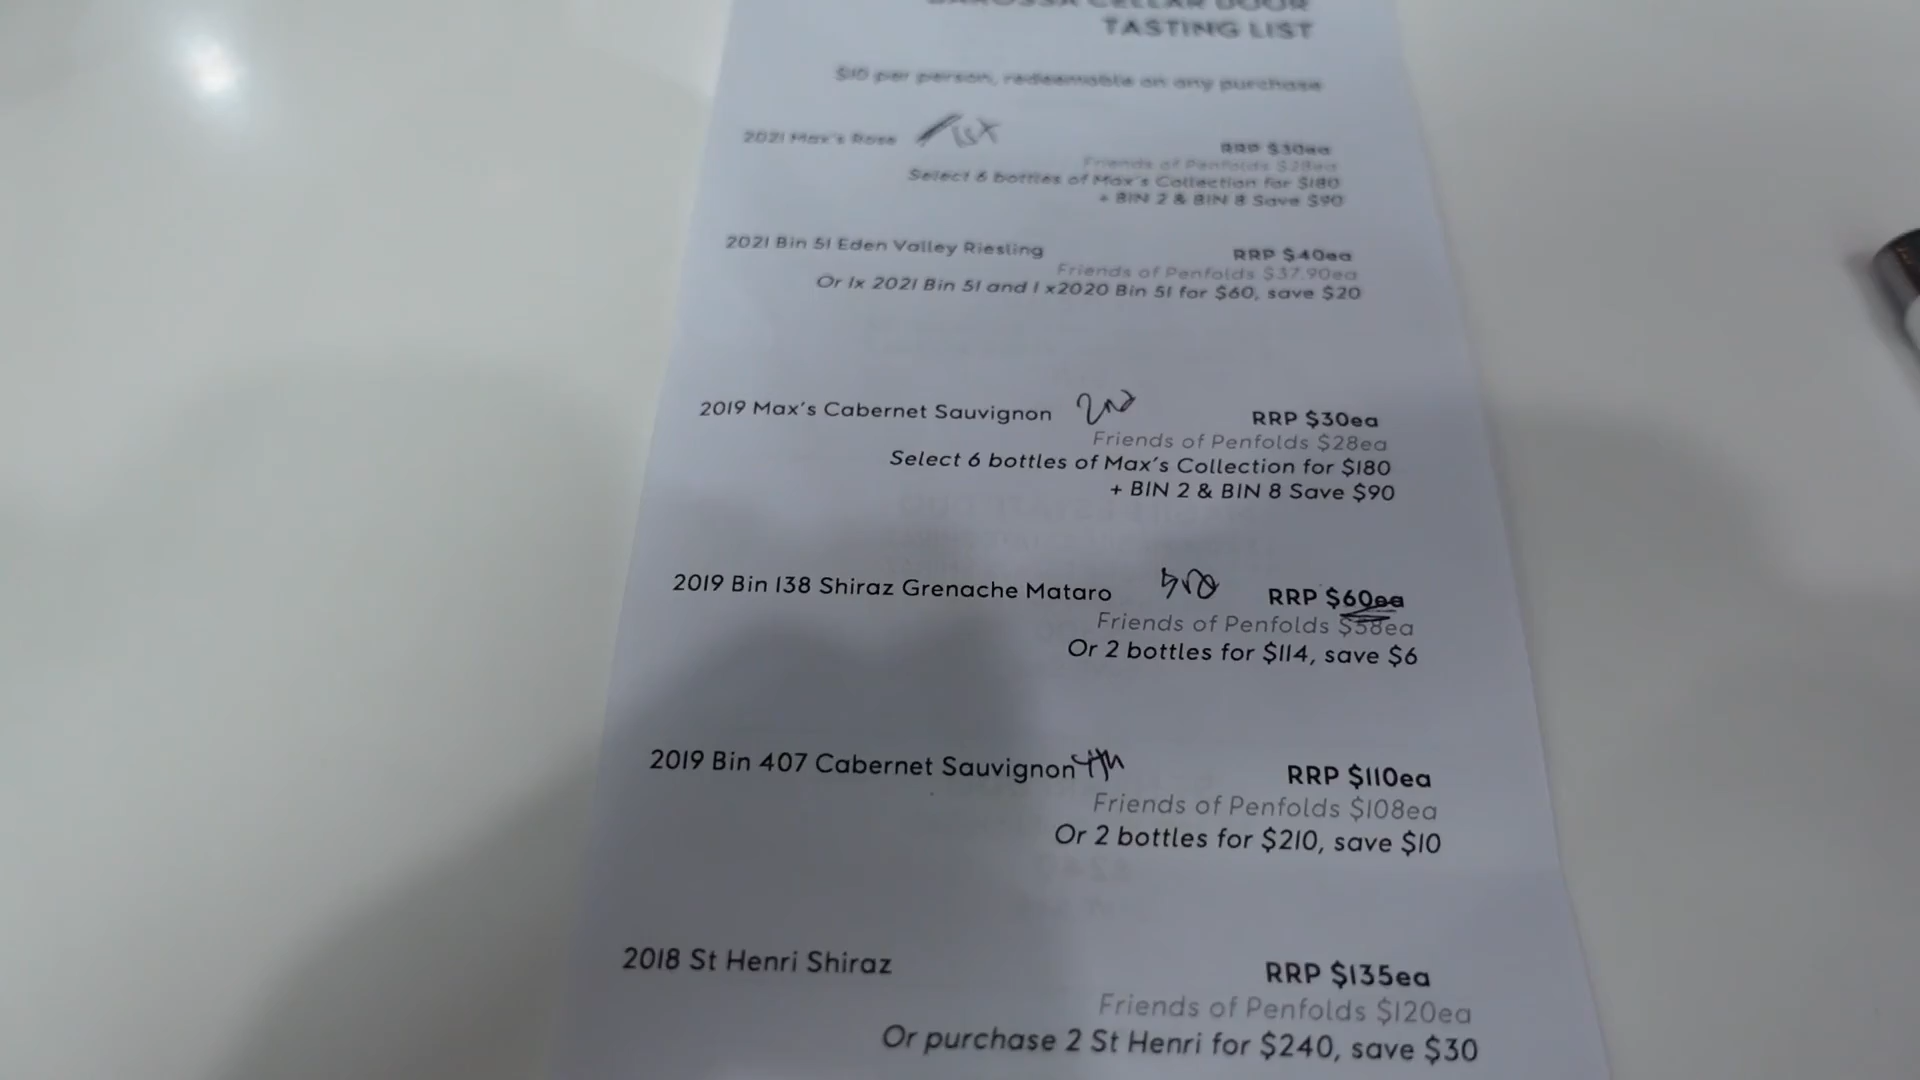 BAROSSA CELLAR DOOR
TASTING LIST
$10 per person, redeemable on any purchase
2021 Max's Rose 1st RRP $30ea
Friends of Penfolds $28ea
Select 6 bottles of Max's Collection for $180
+ BIN 2 & BIN 8 Save $90
2021 Bin 51 Eden Valley Riesling RRP $40ea
Friends of Penfolds $37.90ea
Or 1x 2021 Bin 51 and 1 x2020 Bin 51 for $60, save $20
2019 Max's Cabernet Sauvignon 2nd RRP $30ea
Friends of Penfolds $28ea
Select 6 bottles of Max's Collection for $180
+ BIN 2 & BIN 8 Save $90
2019 Bin 138 Shiraz Grenache Mataro 3rd RRP $60ea
Friends of Penfolds $58ea
Or 2 bottles for $114, save $6
2019 Bin 407 Cabernet Sauvignon 4th RRP $110ea
Friends of Penfolds $108ea
Or 2 bottles for $210, save $10
2018 St Henri Shiraz RRP $135ea
Friends of Penfolds $120ea
Or purchase 2 St Henri for $240, save $30